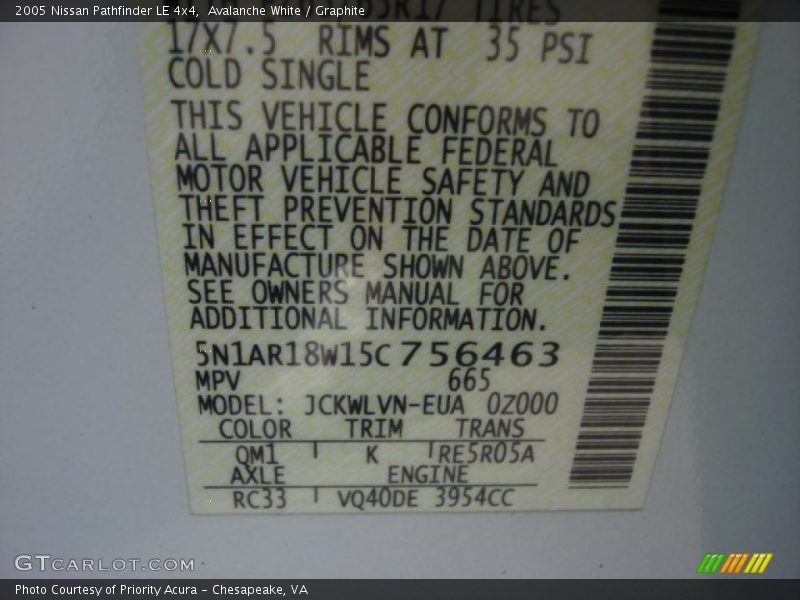 2005 Nissan Pathfinder LE 4x4, Avalanche White / Graphite
TIRES
17X7.5 RIMS AT 35 PSI
COLD SINGLE
THIS VEHICLE CONFORMS TO
ALL APPLICABLE FEDERAL
MOTOR VEHICLE SAFETY AND
THEFT PREVENTION STANDARDS
IN EFFECT ON THE DATE OF
MANUFACTURE SHOWN ABOVE.
SEE OWNERS MANUAL FOR
ADDITIONAL INFORMATION.
5N1AR18W15C756463
MPV 665
MODEL: JCKWLVN-EUA 0Z000
COLOR TRIM TRANS
QM1 K RE5R05A
AXLE ENGINE
RC33 VQ40DE 3954CC
GTCARLOT.COM
Photo Courtesy of Priority Acura - Chesapeake, VA